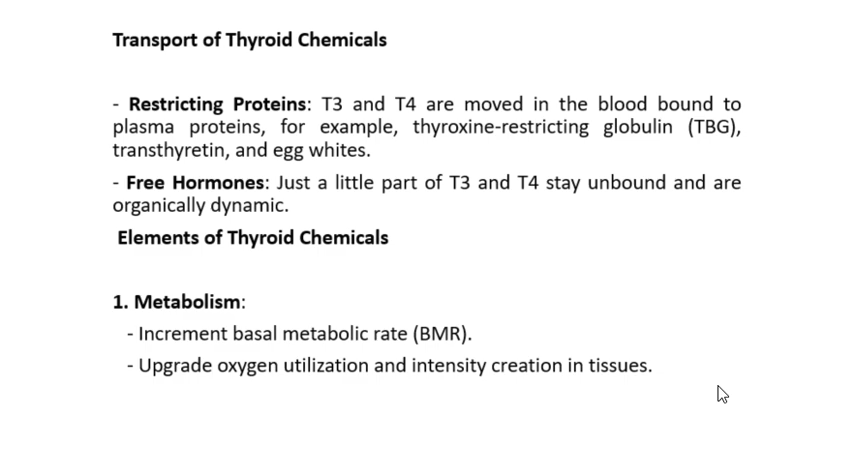 Transport of Thyroid Chemicals
- Restricting Proteins: T3 and T4 are moved in the blood bound to
plasma proteins, for example, thyroxine-restricting globulin (TBG),
transthyretin, and egg whites.
- Free Hormones: Just a little part of T3 and T4 stay unbound and are
organically dynamic.
Elements of Thyroid Chemicals
1. Metabolism:
- Increment basal metabolic rate (BMR).
- Upgrade oxygen utilization and intensity creation in tissues.